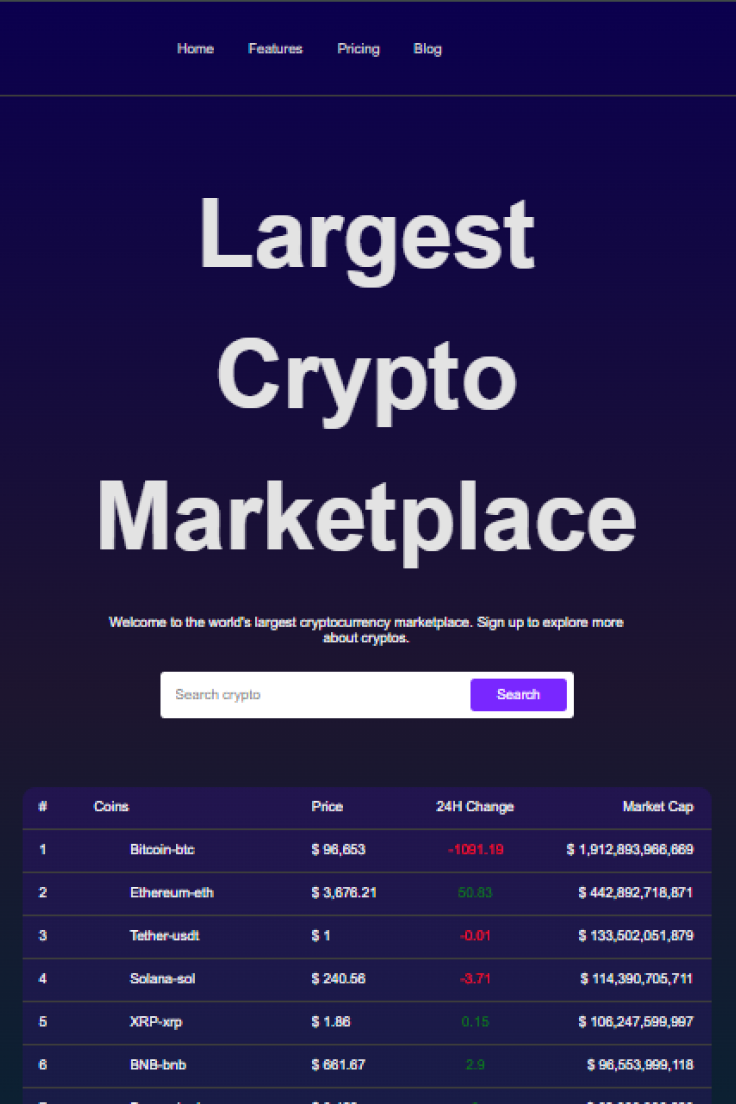 Home Features Pricing Blog
Largest
Crypto
Marketplace
Welcome to the world's largest cryptocurrency marketplace. Sign up to explore more
about cryptos.
Search crypto Search
# Coins Price 24H Change Market Cap
1 Bitcoin-btc $ 96,653 -1091.19 $ 1,912,893,966,669
2 Ethereum-eth $ 3,676.21 50.83 $ 442,892,718,871
3 Tether-usdt $ 1 -0.01 $ 133,502,051,879
4 Solana-sol $ 240.56 -3.71 $ 114,390,705,711
5 XRP-xrp $ 1.86 0.15 $ 106,247,599,997
6 BNB-bnb $ 661.67 2.9 $ 96,553,999,118